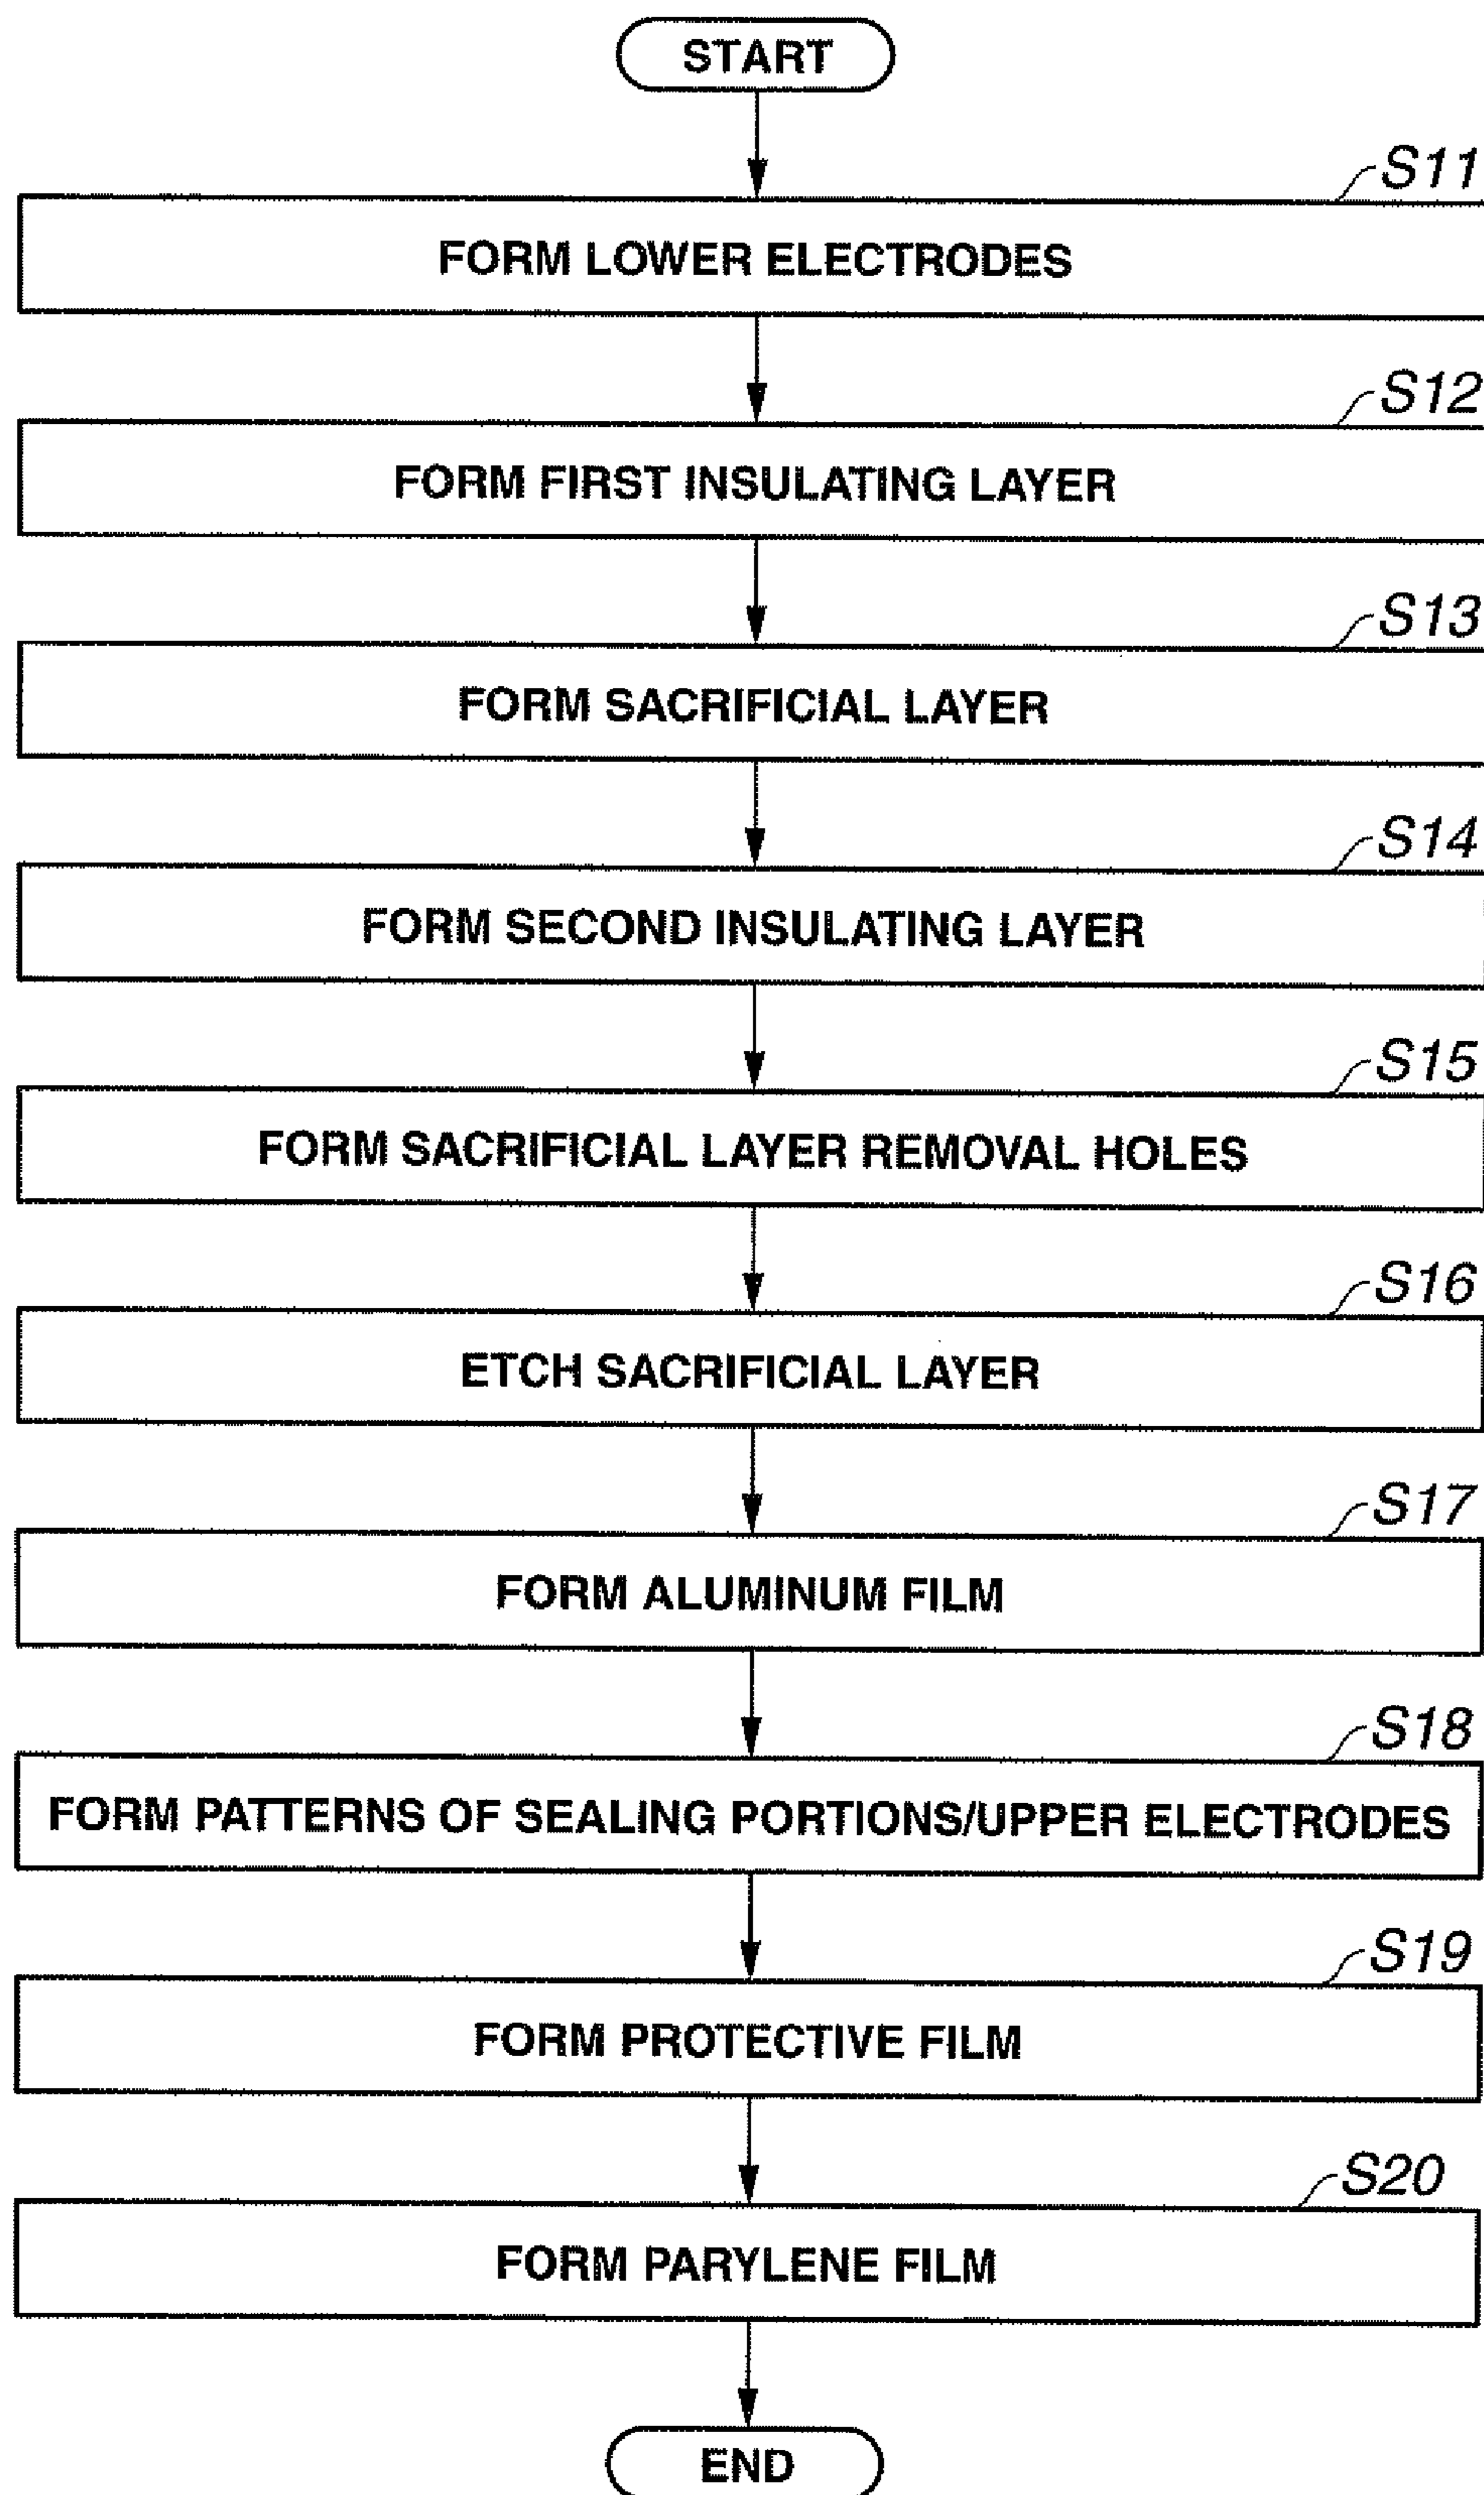 START
S11
FORM LOWER ELECTRODES
S12
FORM FIRST INSULATING LAYER
S13
FORM SACRIFICIAL LAYER
S14
FORM SECOND INSULATING LAYER
S15
FORM SACRIFICIAL LAYER REMOVAL HOLES
S16
ETCH SACRIFICIAL LAYER
S17
FORM ALUMINUM FILM
S18
FORM PATTERNS OF SEALING PORTIONS/UPPER ELECTRODES
S19
FORM PROTECTIVE FILM
S20
FORM PARYLENE FILM
END